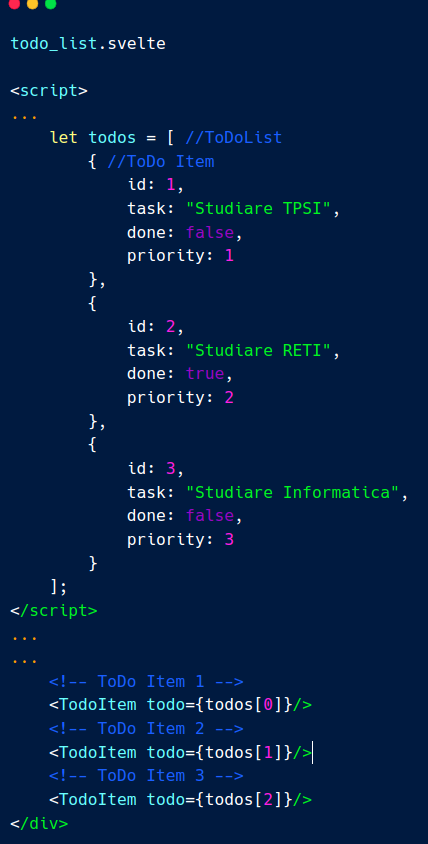 todo_list.svelte
<script>
...
    let todos = [ //ToDoList
        { //ToDo Item
            id: 1,
            task: "Studiare TPSI",
            done: false,
            priority: 1
        },
        {
            id: 2,
            task: "Studiare RETI",
            done: true,
            priority: 2
        },
        {
            id: 3,
            task: "Studiare Informatica",
            done: false,
            priority: 3
        }
    ];
</script>
...
...
    <!-- ToDo Item 1 -->
    <TodoItem todo={todos[0]}/>
    <!-- ToDo Item 2 -->
    <TodoItem todo={todos[1]}/>
    <!-- ToDo Item 3 -->
    <TodoItem todo={todos[2]}/>
</div>